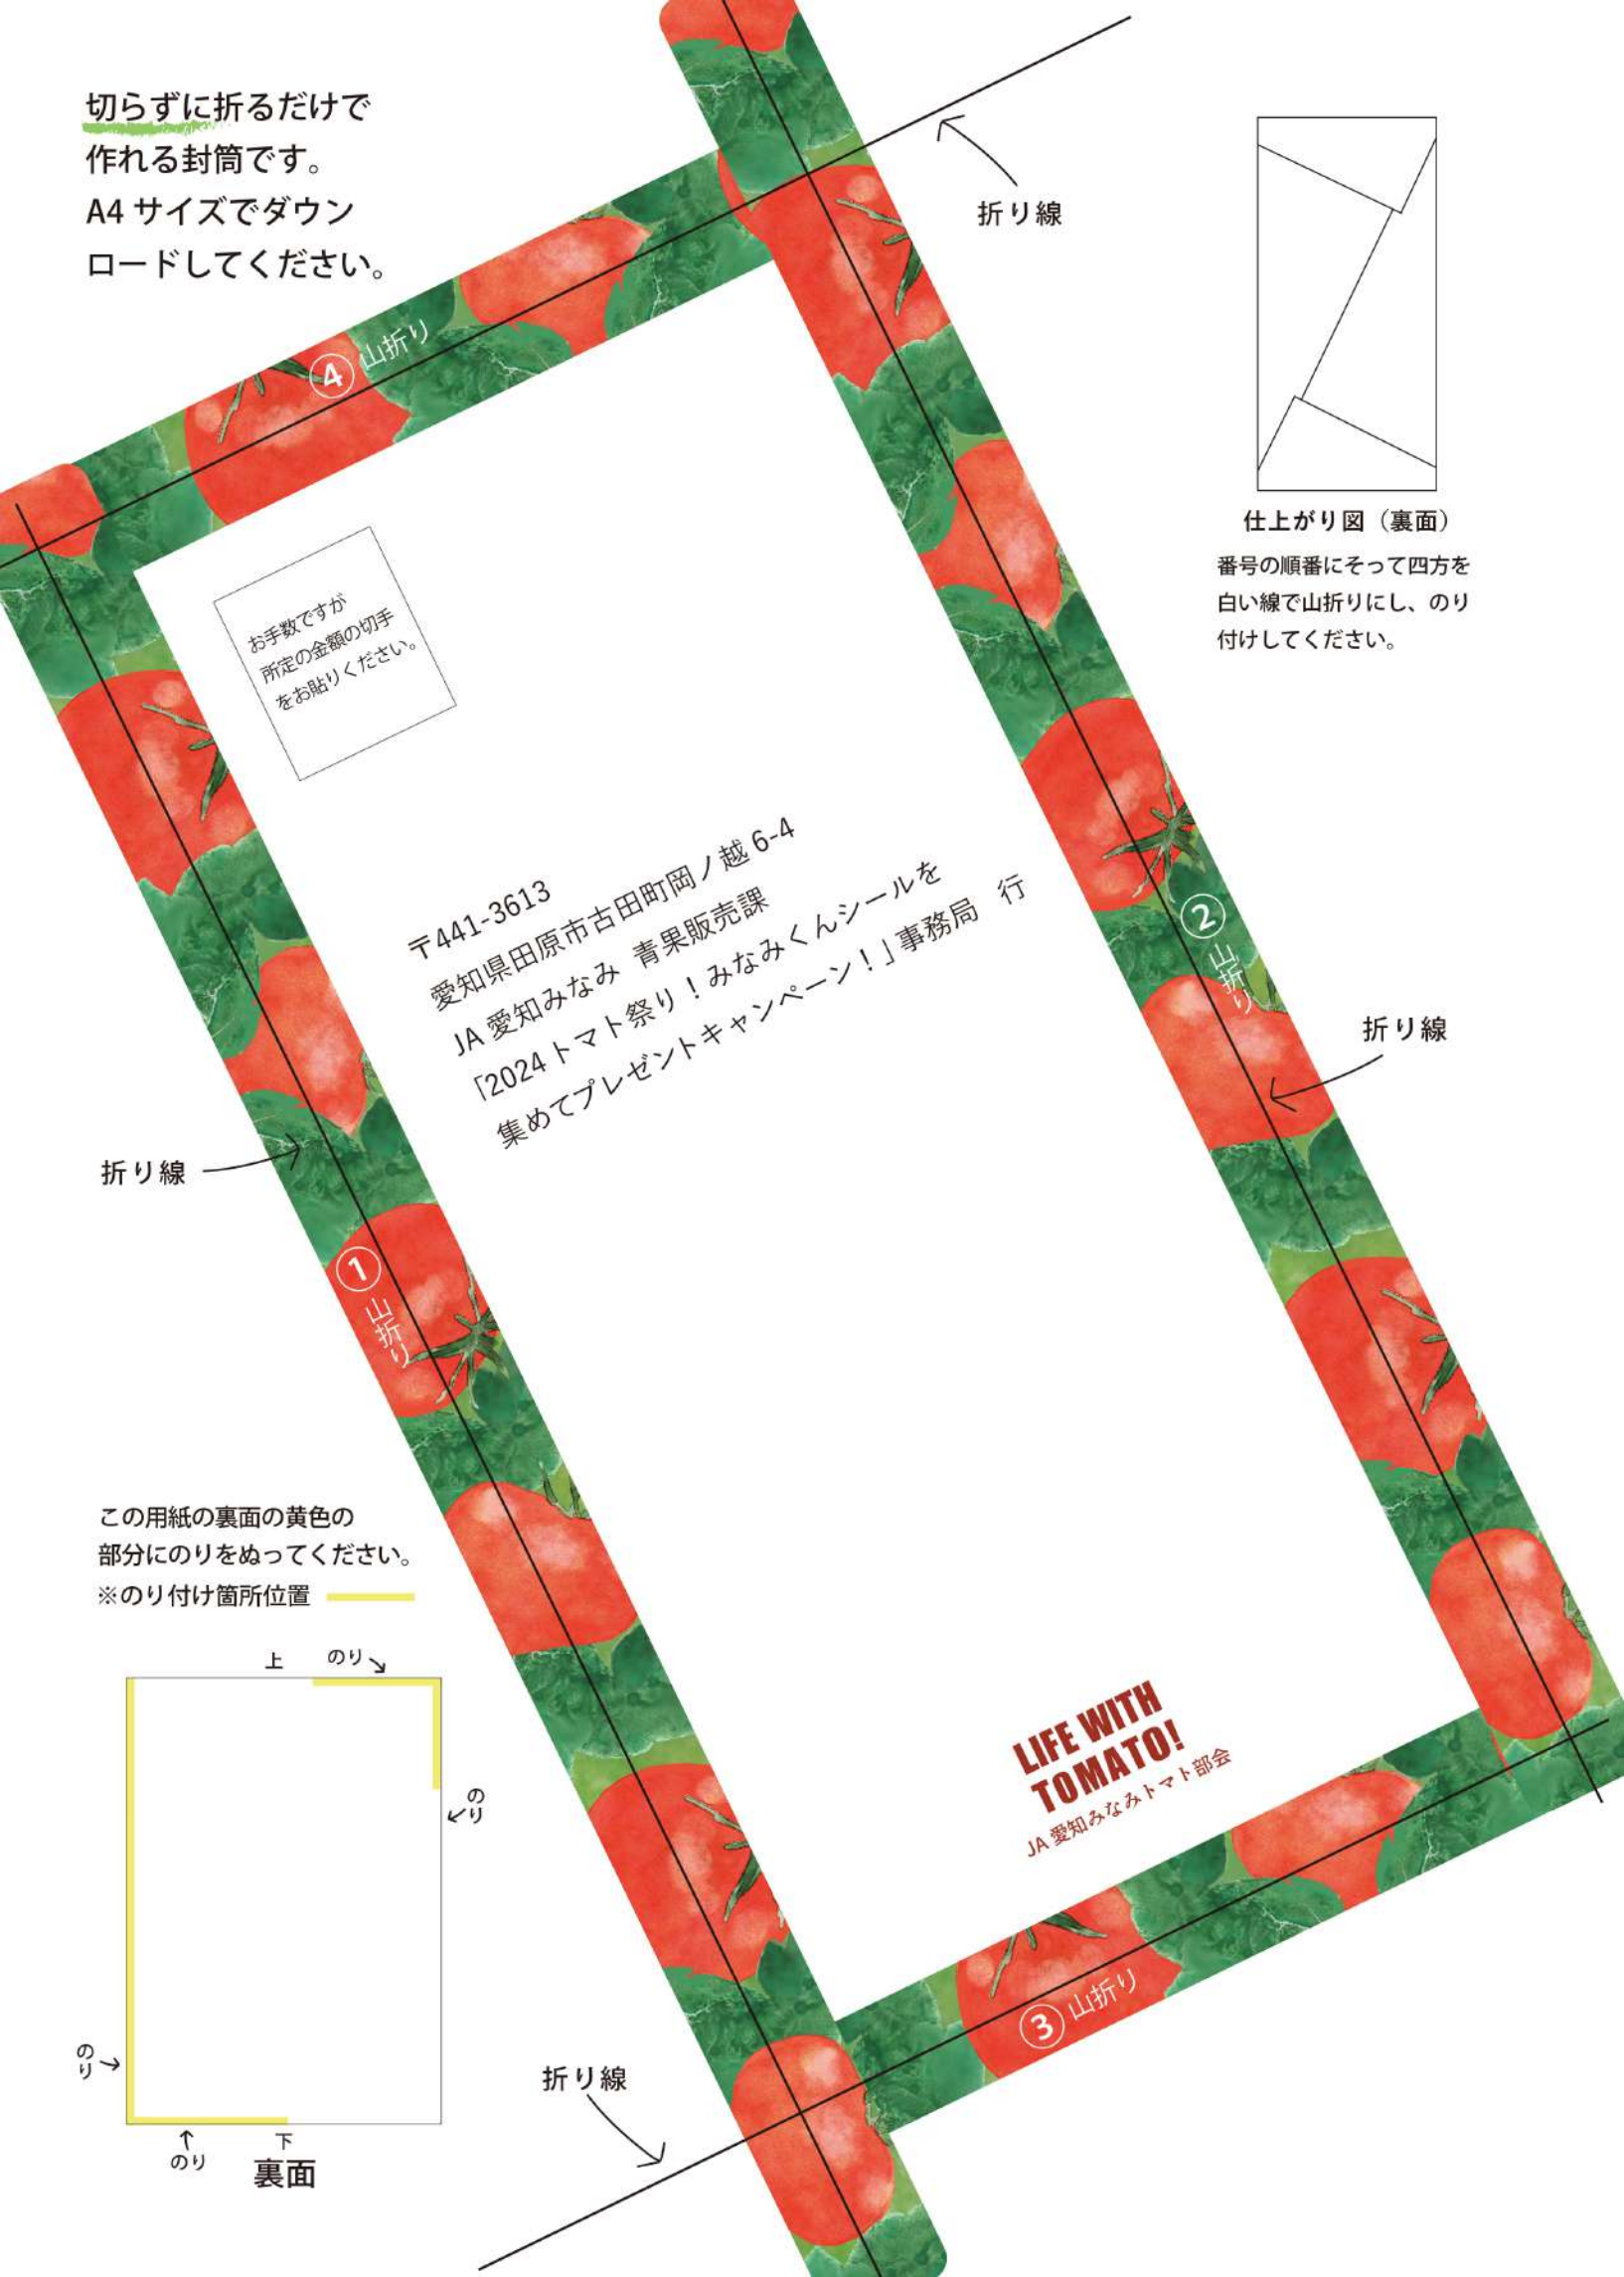 切らずに折るだけで
作れる封筒です。
A4 サイズでダウン
ロードしてください。
折り線
仕上がり図（裏面）
番号の順番にそって四方を
白い線で山折りにし、のり
付けしてください。
④ 山折り
お手数ですが
所定の金額の切手
をお貼りください。
〒441-3613
愛知県田原市古田町岡ノ越 6-4
JA 愛知みなみ 青果販売課
「2024 トマト祭り！みなみくんシールを
集めてプレゼントキャンペーン！」事務局　行
② 山折り
折り線
折り線
① 山折り
この用紙の裏面の黄色の
部分にのりをぬってください。
※のり付け箇所位置
上
のり
のり
のり
のり
下
裏面
LIFE WITH
TOMATO!
JA 愛知みなみトマト部会
③ 山折り
折り線